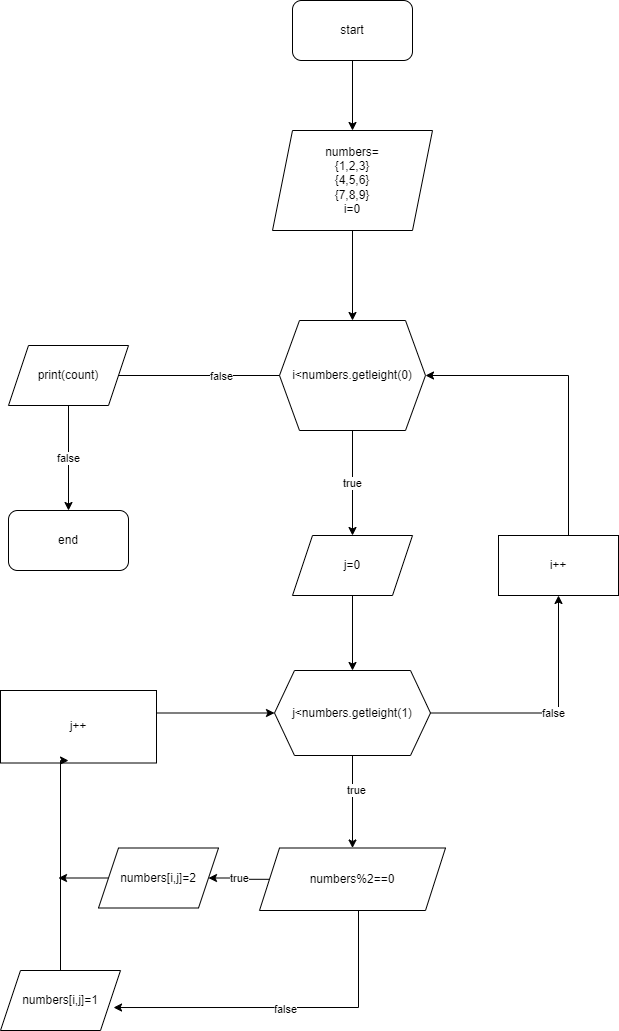 start
numbers=
{1,2,3}
{4,5,6}
{7,8,9}
i=0
print(count)
false
i<numbers.getleight(0)
false
true
end
j=0
i++
j++
j<numbers.getleight(1)
false
true
numbers[i,j]=2
true
numbers%2==0
numbers[i,j]=1
false